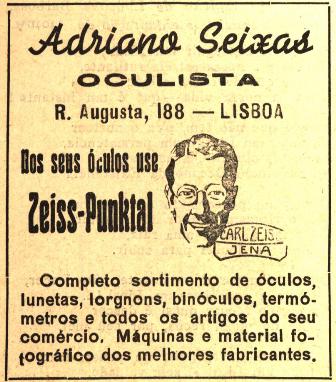 Adriano Seixas
OCULISTA
R. Augusta, 188 — LISBOA
Dos seus óculos use
Zeiss-Punktal
CARL ZEISS
JENA
Completo sortimento de óculos,
lunetas, lorgnons, binóculos, termó-
metros e todos os artigos do seu
comércio. Máquinas e material fo-
tográfico dos melhores fabricantes.